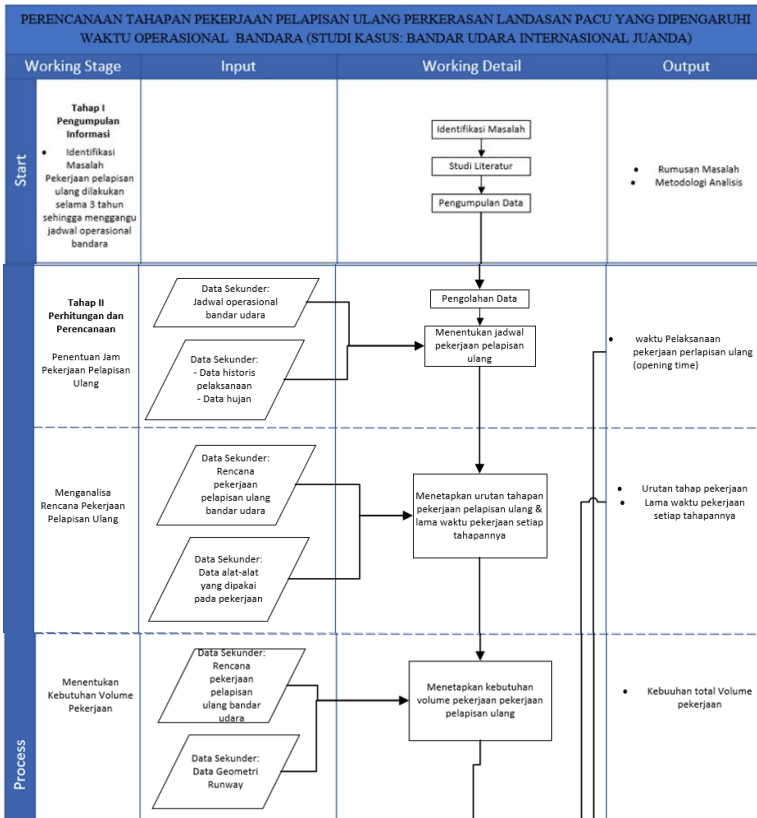 PERENCANAAN TAHAPAN PEKERJAAN PELAPISAN ULANG PERKERASAN LANDASAN PACU YANG DIPENGARUHI
WAKTU OPERASIONAL BANDARA (STUDI KASUS: BANDAR UDARA INTERNASIONAL JUANDA)
Working Stage
Input
Working Detail
Output
Start
Tahap I
Pengumpulan
Informasi
• Identifikasi
Masalah
Pekerjaan pelapisan
ulang dilakukan
selama 3 tahun
sehingga menggangu
jadwal operasional
bandara
Identifikasi Masalah
Studi Literatur
Pengumpulan Data
• Rumusan Masalah
• Metodologi Analisis
Process
Tahap II
Perhitungan dan
Perencanaan
Penentuan Jam
Pekerjaan Pelapisan
Ulang
Data Sekunder:
Jadwal operasional
bandar udara
Data Sekunder:
- Data historis
pelaksanaan
- Data hujan
Pengolahan Data
Menentukan jadwal
pekerjaan pelapisan
ulang
• waktu Pelaksanaan
pekerjaan perlapisan ulang
(opening time)
Menganalisa
Rencana Pekerjaan
Pelapisan Ulang
Data Sekunder:
Rencana
pekerjaan
pelapisan ulang
bandar udara
Data Sekunder:
Data alat-alat
yang dipakai
pada pekerjaan
Menetapkan urutan tahapan
pekerjaan pelapisan ulang &
lama waktu pekerjaan setiap
tahapannya
• Urutan tahap pekerjaan
• Lama waktu pekerjaan
setiap tahapannya
Menentukan
Kebutuhan Volume
Pekerjaan
Data Sekunder:
Rencana
pekerjaan
pelapisan
ulang bandar
udara
Data Sekunder:
Data Geometri
Runway
Menetapkan kebutuhan
volume pekerjaan pekerjaan
pelapisan ulang
• Kebuuhan total Volume
pekerjaan